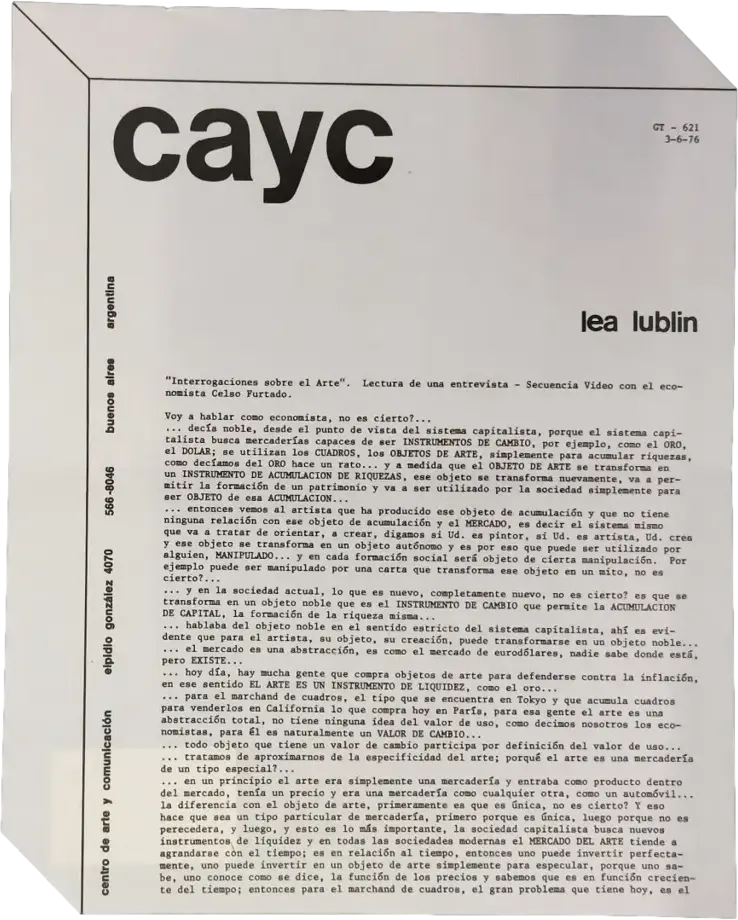 cayc
GT - 621
3-6-76
lea lublin
"Interrogaciones sobre el Arte". Lectura de una entrevista - Secuencia Video con el eco-
nomista Celso Furtado.
Voy a hablar como economista, no es cierto?...
... decía noble, desde el punto de vista del sistema capitalista, porque el sistema capi-
talista busca mercaderías capaces de ser INSTRUMENTOS DE CAMBIO, por ejemplo, como el ORO,
el DOLAR; se utilizan los CUADROS, los OBJETOS DE ARTE, simplemente para acumular riquezas,
como decíamos del ORO hace un rato... y a medida que el OBJETO DE ARTE se transforma en
un INSTRUMENTO DE ACUMULACION DE RIQUEZAS, ese objeto se transforma nuevamente, va a per-
mitir la formación de un patrimonio y va a ser utilizado por la sociedad simplemente para
ser OBJETO de esa ACUMULACION...
... entonces vemos al artista que ha producido ese objeto de acumulación y que no tiene
ninguna relación con ese objeto de acumulación y el MERCADO, es decir el sistema mismo
que va a tratar de orientar, a crear, digamos si Ud. es pintor, si Ud. es artista, Ud. crea
y ese objeto se transforma en un objeto autónomo y es por eso que puede ser utilizado por
alguien, MANIPULADO... y en cada formación social será objeto de cierta manipulación. Por
ejemplo puede ser manipulado por una carta que transforma ese objeto en un mito, no es
cierto?...
... y en la sociedad actual, lo que es nuevo, completamente nuevo, no es cierto? es que se
transforma en un objeto noble que es el INSTRUMENTO DE CAMBIO que permite la ACUMULACION
DE CAPITAL, la formación de la riqueza misma...
... hablaba del objeto noble en el sentido estricto del sistema capitalista, ahí es evi-
dente que para el artista, su objeto, su creación, puede transformarse en un objeto noble...
... el mercado es una abstracción, es como el mercado de eurodólares, nadie sabe donde está,
pero EXISTE...
... hoy día, hay mucha gente que compra objetos de arte para defenderse contra la inflación,
en ese sentido EL ARTE ES UN INSTRUMENTO DE LIQUIDEZ, como el oro...
... para el marchand de cuadros, el tipo que se encuentra en Tokyo y que acumula cuadros
para venderlos en California lo que compra hoy en París, para esa gente el arte es una
abstracción total, no tiene ninguna idea del valor de uso, como decimos nosotros los eco-
nomistas, para él es naturalmente un VALOR DE CAMBIO...
... todo objeto que tiene un valor de cambio participa por definición del valor de uso...
... tratamos de aproximarnos de la especificidad del arte; porqué el arte es una mercadería
de un tipo especial?...
... en un principio el arte era simplemente una mercadería y entraba como producto dentro
del mercado, tenía un precio y era una mercadería como cualquier otra, como un automóvil...
la diferencia con el objeto de arte, primeramente es que es única, no es cierto? Y eso
hace que sea un tipo particular de mercadería, primero porque es única, luego porque no es
perecedera, y luego, y esto es lo más importante, la sociedad capitalista busca nuevos
instrumentos de líquidez y en todas las sociedades modernas el MERCADO DEL ARTE tiende a
agrandarse con el tiempo; es en relación al tiempo, entonces uno puede invertir perfecta-
mente, uno puede invertir en un objeto de arte simplemente para especular, porque uno sa-
be, uno conoce como se dice, la función de los precios y sabemos que es en función crecien-
te del tiempo; entonces para el marchand de cuadros, el gran problema que tiene hoy, es el
centro de arte y comunicación elpidio gonzález 4070 566-8046 buenos aires argentina